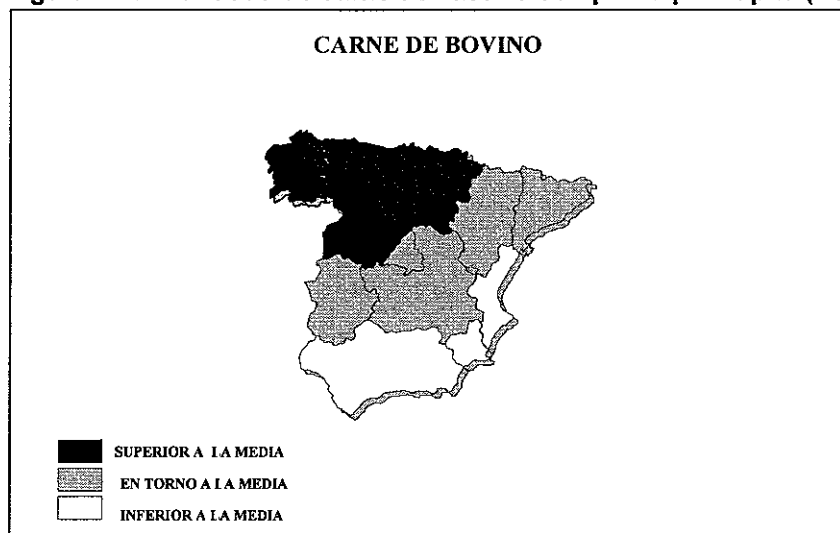 CARNE DE BOVINO
SUPERIOR A LA MEDIA
EN TORNO A LA MEDIA
INFERIOR A LA MEDIA